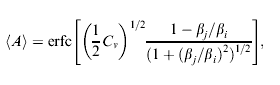 ⟨A⟩ = erfc[(1/2 C_v)^{1/2} (1 − β_j/β_i)/(1 + (β_j/β_i)^2)^{1/2}],